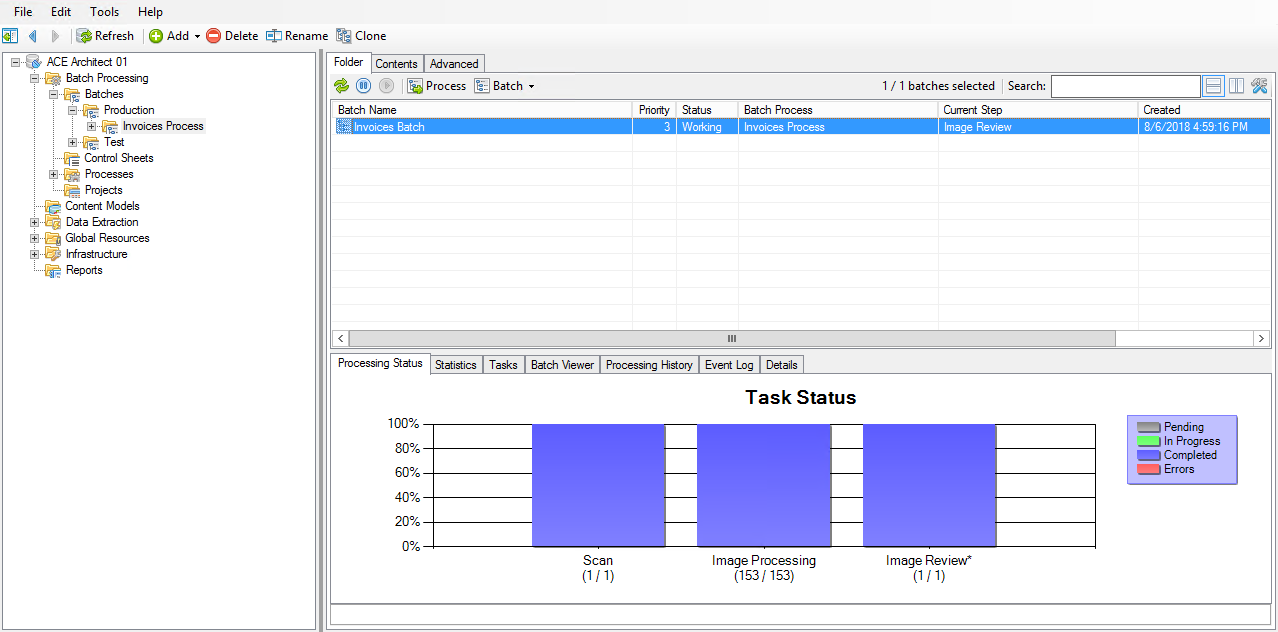 File Edit Tools Help
Refresh Add Delete Rename Clone
ACE Architect 01
Batch Processing
Batches
Production
Invoices Process
Test
Control Sheets
Processes
Projects
Content Models
Data Extraction
Global Resources
Infrastructure
Reports
Folder Contents Advanced
Process Batch 1 / 1 batches selected Search:
Batch Name Priority Status Batch Process Current Step Created
Invoices Batch 3 Working Invoices Process Image Review 8/6/2018 4:59:16 PM
Processing Status Statistics Tasks Batch Viewer Processing History Event Log Details
Task Status
100%
80%
60%
40%
20%
0%
Scan
(1 / 1)
Image Processing
(153 / 153)
Image Review*
(1 / 1)
Pending
In Progress
Completed
Errors